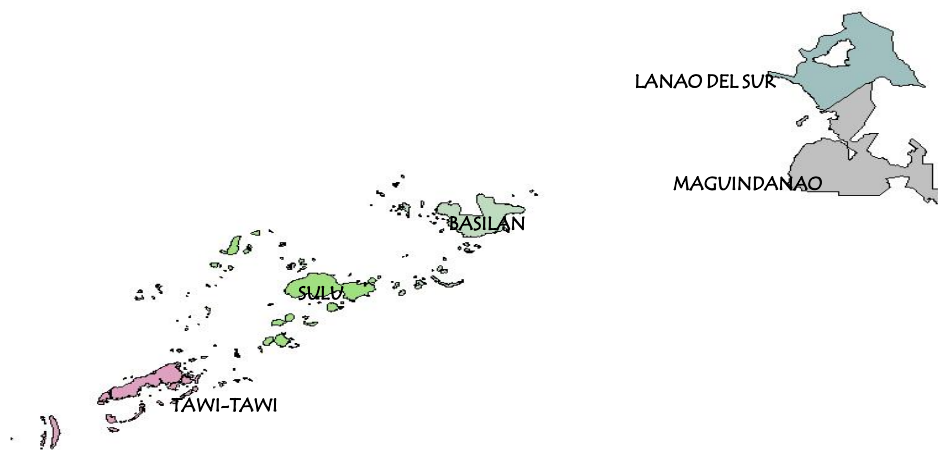 LANAO DEL SUR
MAGUINDANAO
BASILAN
SULU
TAWI-TAWI